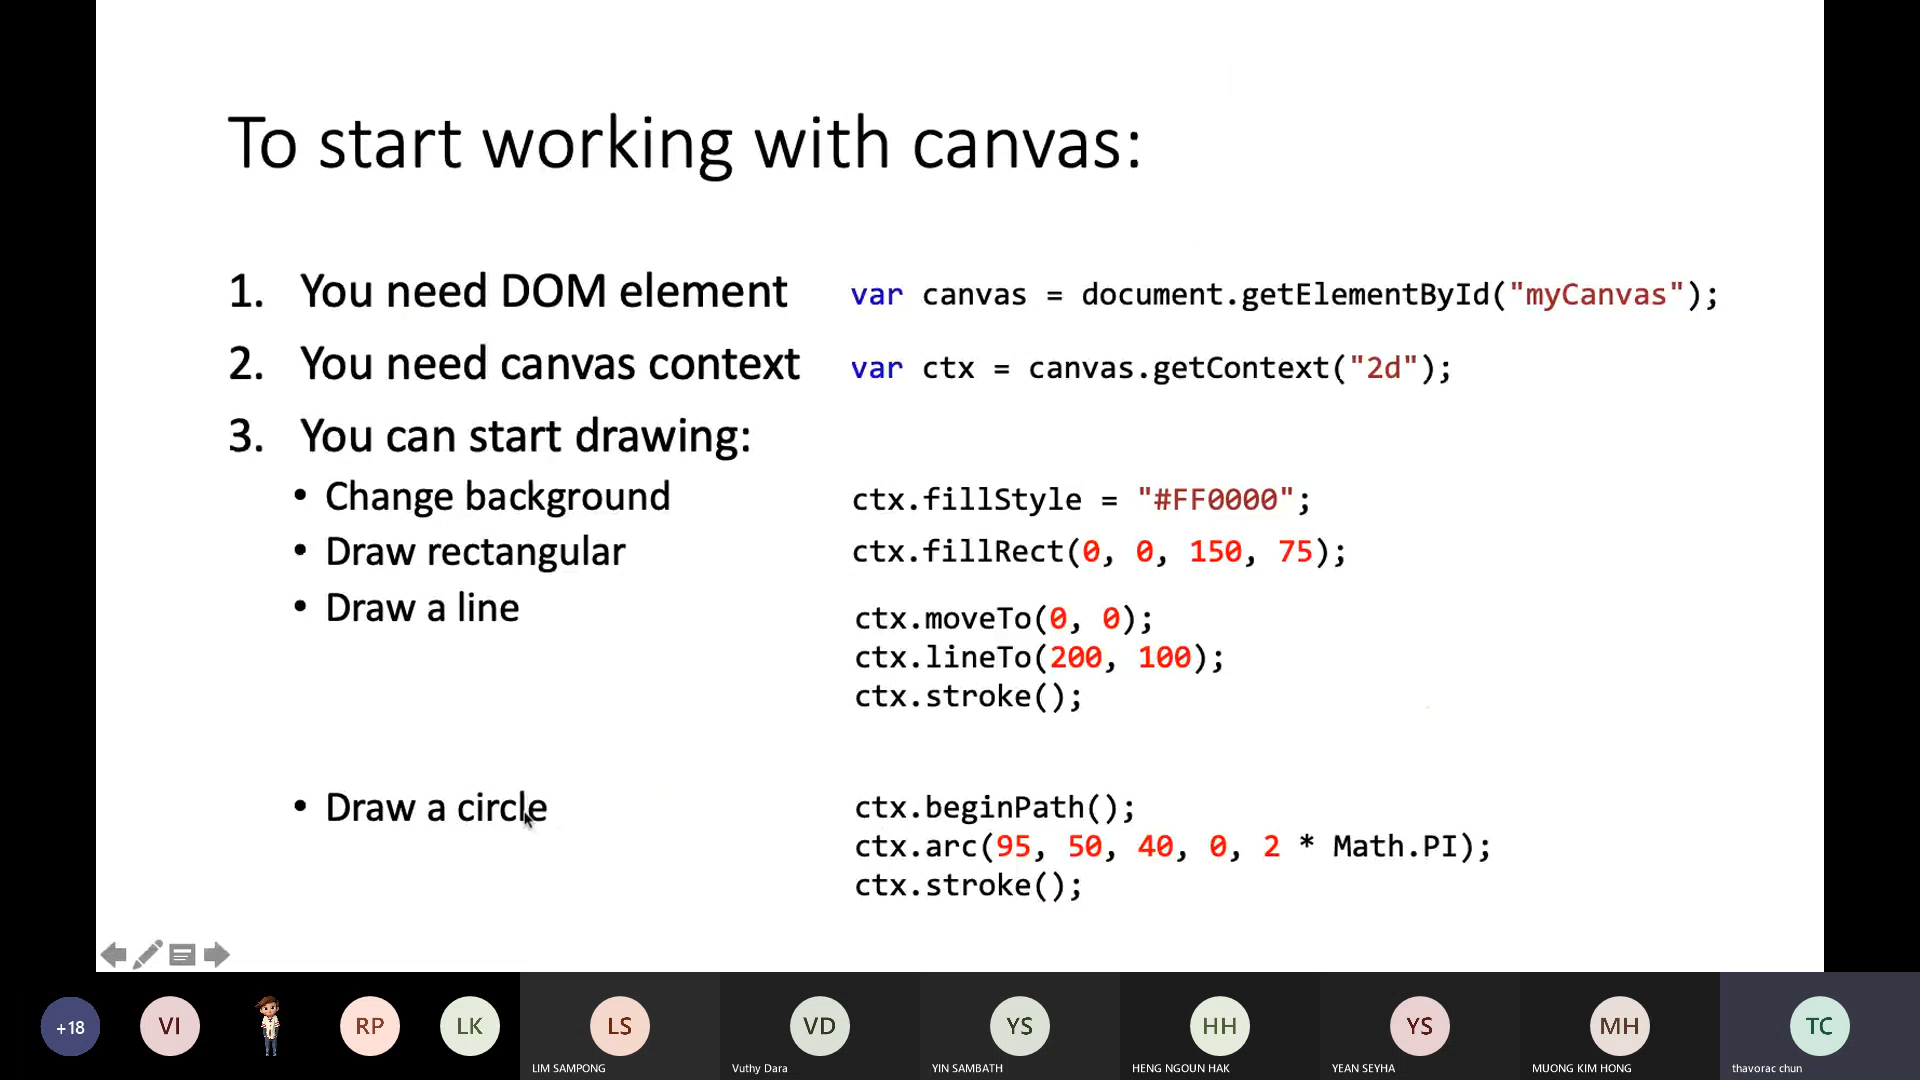 To start working with canvas:
1. You need DOM element var canvas = document.getElementById("myCanvas");
2. You need canvas context var ctx = canvas.getContext("2d");
3. You can start drawing:
• Change background ctx.fillStyle = "#FF0000";
• Draw rectangular ctx.fillRect(0, 0, 150, 75);
• Draw a line ctx.moveTo(0, 0);
ctx.lineTo(200, 100);
ctx.stroke();
• Draw a circle ctx.beginPath();
ctx.arc(95, 50, 40, 0, 2 * Math.PI);
ctx.stroke();
+18 VI RP LK LS VD YS HH YS MH TC
LIM SAMPONG Vuthy Dara YIN SAMBATH HENG NGOUN HAK YEAN SEYHA MUONG KIM HONG thavorac chun